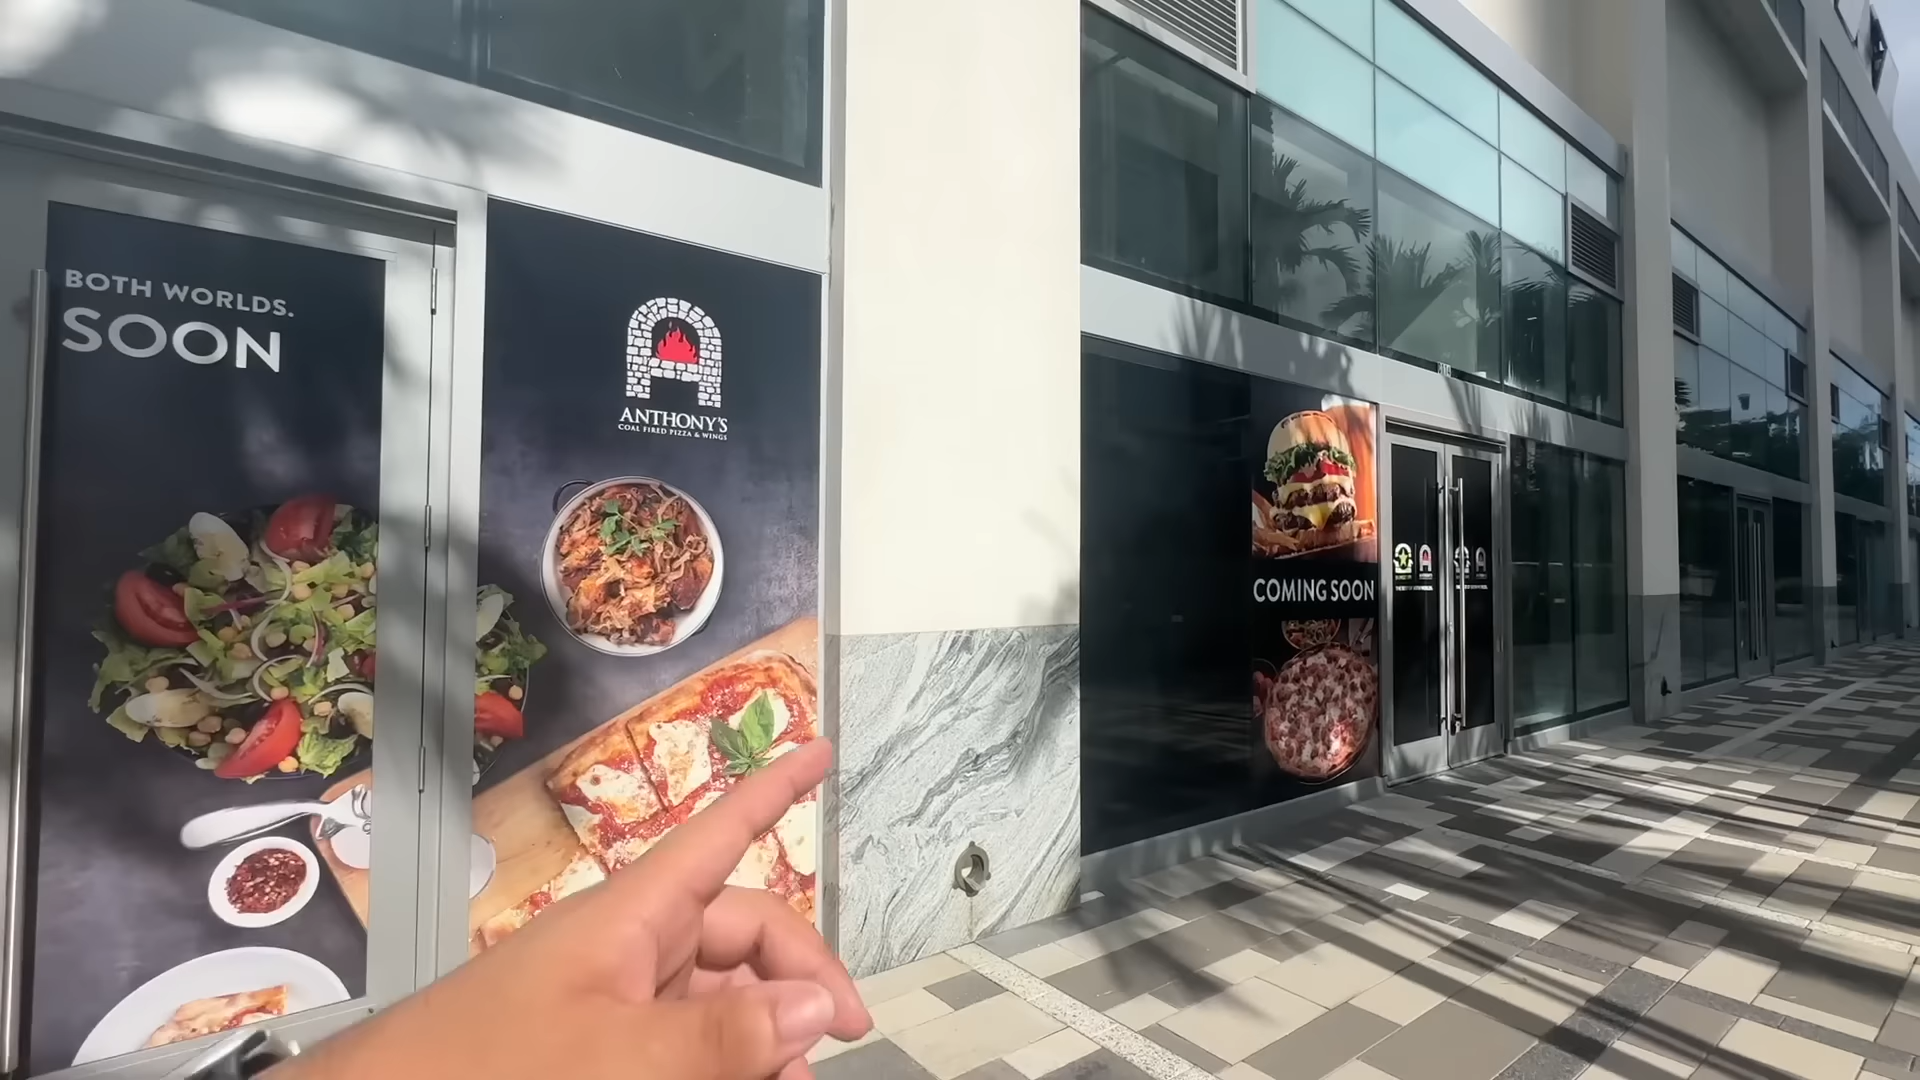 BOTH WORLDS.
SOON
ANTHONY'S
COAL FIRED PIZZA & WINGS
COMING SOON